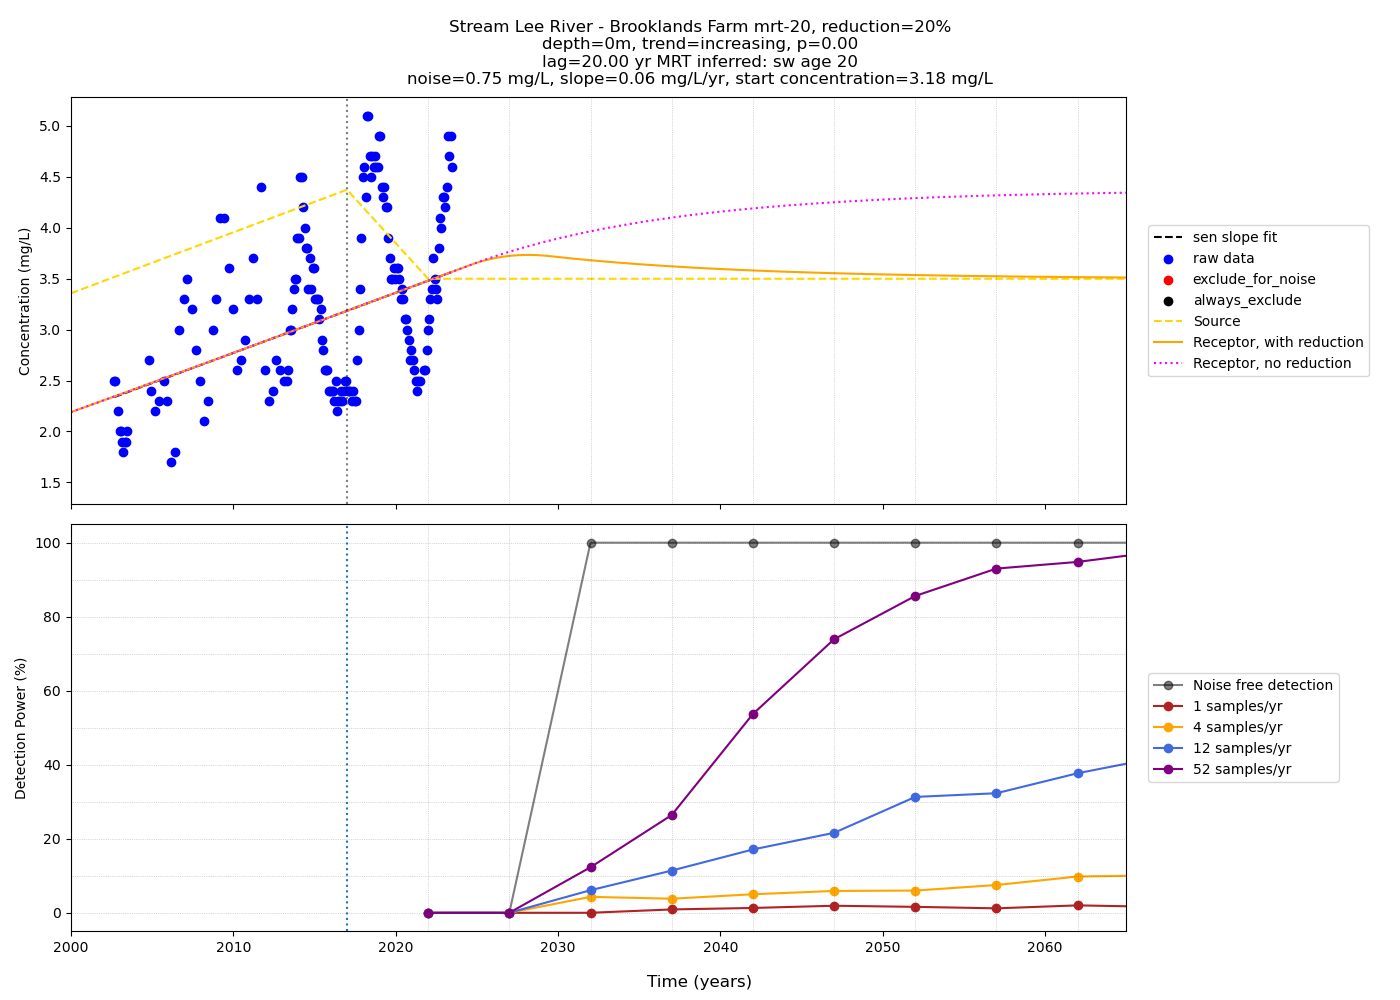 Stream Lee River - Brooklands Farm mrt-20, reduction=20%
depth=0m, trend=increasing, p=0.00
lag=20.00 yr MRT inferred: sw age 20
noise=0.75 mg/L, slope=0.06 mg/L/yr, start concentration=3.18 mg/L
Concentration (mg/L)
5.0
4.5
4.0
3.5
3.0
2.5
2.0
1.5
sen slope fit
raw data
exclude_for_noise
always_exclude
Source
Receptor, with reduction
Receptor, no reduction
Detection Power (%)
100
80
60
40
20
0
Noise free detection
1 samples/yr
4 samples/yr
12 samples/yr
52 samples/yr
2000 2010 2020 2030 2040 2050 2060
Time (years)